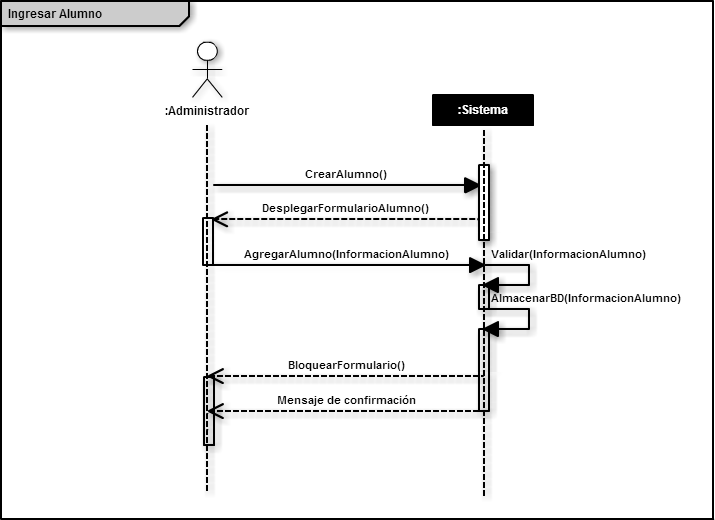 Ingresar Alumno
:Administrador
:Sistema
CrearAlumno()
DesplegarFormularioAlumno()
AgregarAlumno(InformacionAlumno)
Validar(InformacionAlumno)
AlmacenarBD(InformacionAlumno)
BloquearFormulario()
Mensaje de confirmación